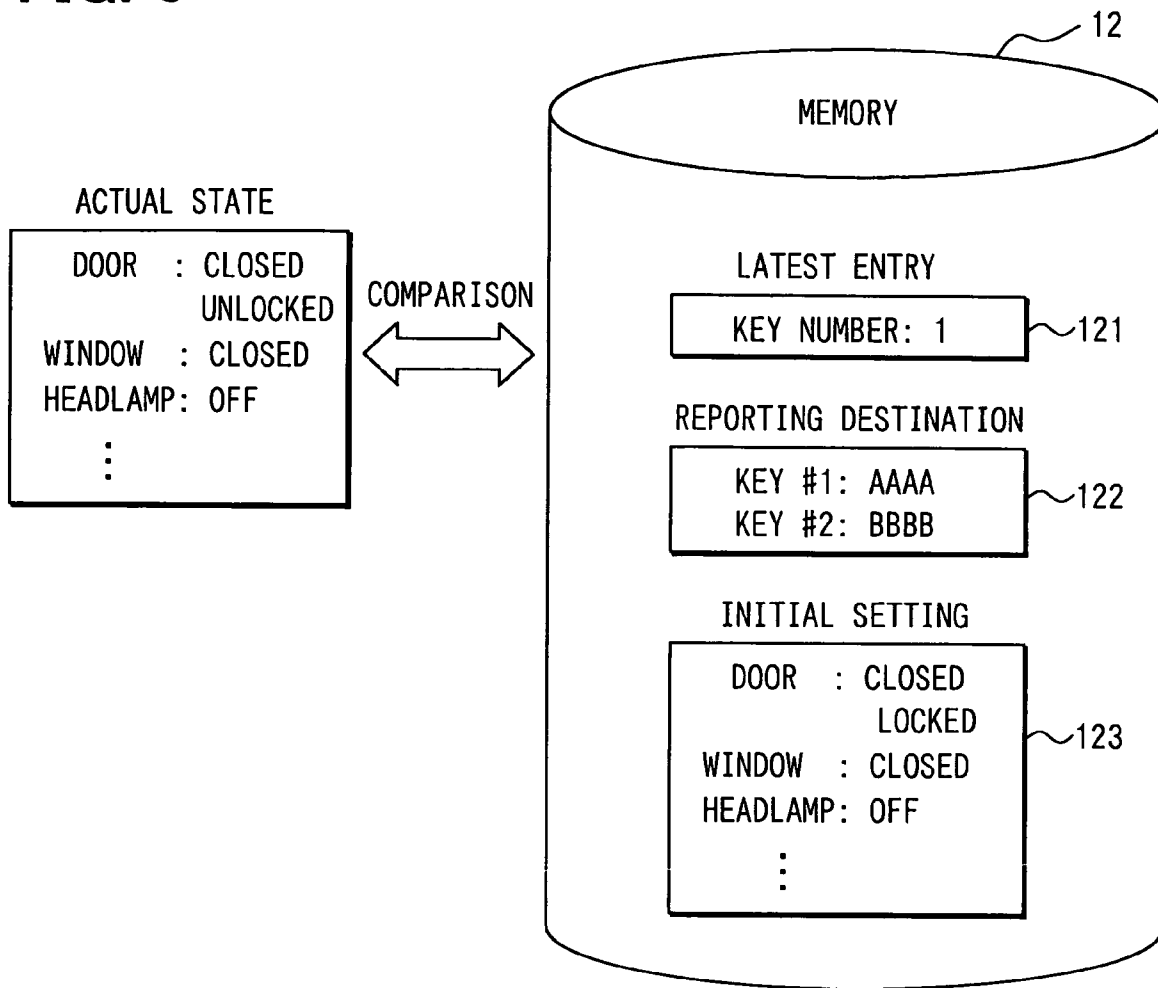 12
MEMORY
ACTUAL STATE
DOOR : CLOSED
UNLOCKED
WINDOW : CLOSED
HEADLAMP: OFF
⋮
COMPARISON
LATEST ENTRY
KEY NUMBER: 1
121
REPORTING DESTINATION
KEY #1: AAAA
KEY #2: BBBB
122
INITIAL SETTING
DOOR : CLOSED
LOCKED
WINDOW : CLOSED
HEADLAMP: OFF
⋮
123